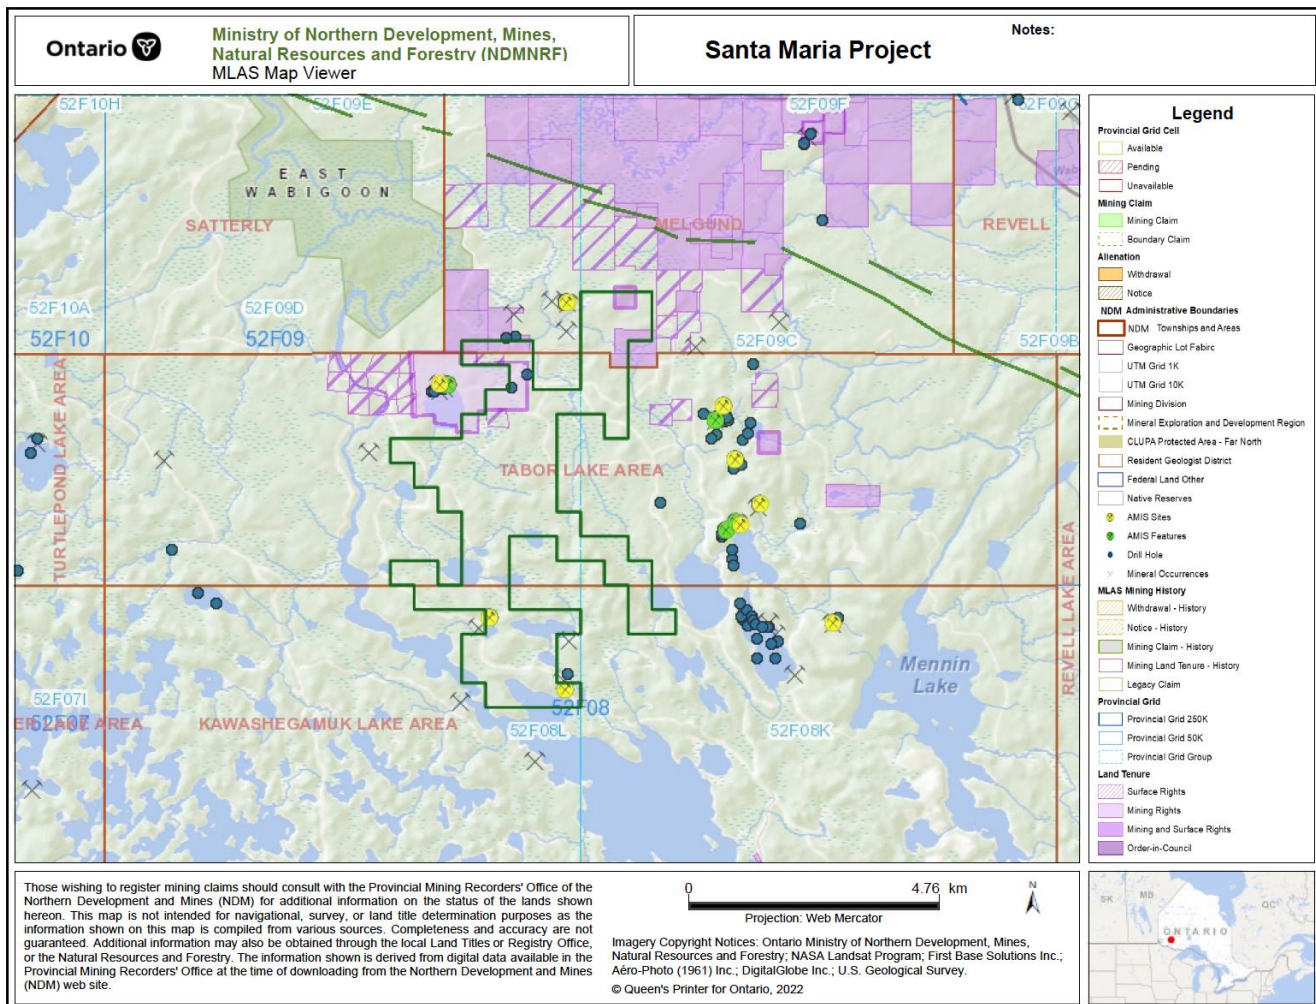 Ontario
Ministry of Northern Development, Mines,
Natural Resources and Forestry (NDMNRF)
MLAS Map Viewer
Santa Maria Project
Notes:
52F10H
52F09E
52F09F
EAST
WABIGOON
SATTERLY
MELGUND
REVELL
52F10A
52F09D
52F10
52F09
52F09C
52F09B
TURTLEPOND LAKE AREA
TABOR LAKE AREA
REVELL LAKE AREA
Mennin
Lake
52F07I
52F07
LAKE AREA
KAWASHEGAMUK LAKE AREA
52F08
52F08L
52F08K
Legend
Provincial Grid Cell
Available
Pending
Unavailable
Mining Claim
Mining Claim
Boundary Claim
Alienation
Withdrawal
Notice
NDM Administrative Boundaries
NDM Townships and Areas
Geographic Lot Fabirc
UTM Grid 1K
UTM Grid 10K
Mining Division
Mineral Exploration and Development Region
CLUPA Protected Area - Far North
Resident Geologist District
Federal Land Other
Native Reserves
AMIS Sites
AMIS Features
Drill Hole
Mineral Occurrences
MLAS Mining History
Withdrawal - History
Notice - History
Mining Claim - History
Mining Land Tenure - History
Legacy Claim
Provincial Grid
Provincial Grid 250K
Provincial Grid 50K
Provincial Grid Group
Land Tenure
Surface Rights
Mining Rights
Mining and Surface Rights
Order-in-Council
Those wishing to register mining claims should consult with the Provincial Mining Recorders' Office of the
Northern Development and Mines (NDM) for additional information on the status of the lands shown
hereon. This map is not intended for navigational, survey, or land title determination purposes as the
information shown on this map is compiled from various sources. Completeness and accuracy are not
guaranteed. Additional information may also be obtained through the local Land Titles or Registry Office,
or the Natural Resources and Forestry. The information shown is derived from digital data available in the
Provincial Mining Recorders' Office at the time of downloading from the Northern Development and Mines
(NDM) web site.
0 4.76 km
Projection: Web Mercator
N
Imagery Copyright Notices: Ontario Ministry of Northern Development, Mines,
Natural Resources and Forestry; NASA Landsat Program; First Base Solutions Inc.;
Aéro-Photo (1961) Inc.; DigitalGlobe Inc.; U.S. Geological Survey.
© Queen's Printer for Ontario, 2022
SK
MB
QC
ONTARIO